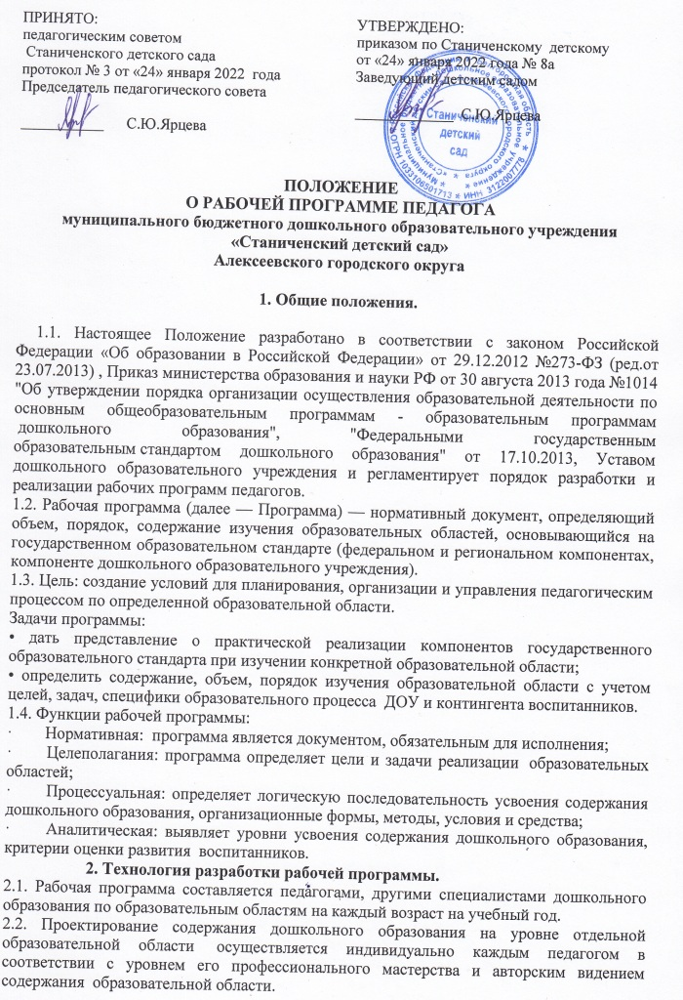 ПРИНЯТО:
педагогическим советом
Станиченского детского сада
протокол № 3 от «24» января 2022 года
Председатель педагогического совета
С.Ю.Ярцева
УТВЕРЖДЕНО:
приказом по Станиченскому детскому
от «24» января 2022 года № 8а
Заведующий детским садом
С.Ю.Ярцева
Станиченский
детский
сад
ПОЛОЖЕНИЕ
О РАБОЧЕЙ ПРОГРАММЕ ПЕДАГОГА
муниципального бюджетного дошкольного образовательного учреждения
«Станиченский детский сад»
Алексеевского городского округа
1. Общие положения.
1.1. Настоящее Положение разработано в соответствии с законом Российской
Федерации «Об образовании в Российской Федерации» от 29.12.2012 №273-ФЗ (ред.от
23.07.2013) , Приказ министерства образования и науки РФ от 30 августа 2013 года №1014
"Об утверждении порядка организации осуществления образовательной деятельности по
основным общеобразовательным программам - образовательным программам
дошкольного образования", "Федеральными государственным
образовательным стандартом дошкольного образования" от 17.10.2013, Уставом
дошкольного образовательного учреждения и регламентирует порядок разработки и
реализации рабочих программ педагогов.
1.2. Рабочая программа (далее — Программа) — нормативный документ, определяющий
объем, порядок, содержание изучения образовательных областей, основывающийся на
государственном образовательном стандарте (федеральном и региональном компонентах,
компоненте дошкольного образовательного учреждения).
1.3. Цель: создание условий для планирования, организации и управления педагогическим
процессом по определенной образовательной области.
Задачи программы:
• дать представление о практической реализации компонентов государственного
образовательного стандарта при изучении конкретной образовательной области;
• определить содержание, объем, порядок изучения образовательной области с учетом
целей, задач, специфики образовательного процесса ДОУ и контингента воспитанников.
1.4. Функции рабочей программы:
· Нормативная: программа является документом, обязательным для исполнения;
· Целеполагания: программа определяет цели и задачи реализации образовательных
областей;
· Процессуальная: определяет логическую последовательность усвоения содержания
дошкольного образования, организационные формы, методы, условия и средства;
· Аналитическая: выявляет уровни усвоения содержания дошкольного образования,
критерии оценки развития воспитанников.
2. Технология разработки рабочей программы.
2.1. Рабочая программа составляется педагогами, другими специалистами дошкольного
образования по образовательным областям на каждый возраст на учебный год.
2.2. Проектирование содержания дошкольного образования на уровне отдельной
образовательной области осуществляется индивидуально каждым педагогом в
соответствии с уровнем его профессионального мастерства и авторским видением
содержания образовательной области.